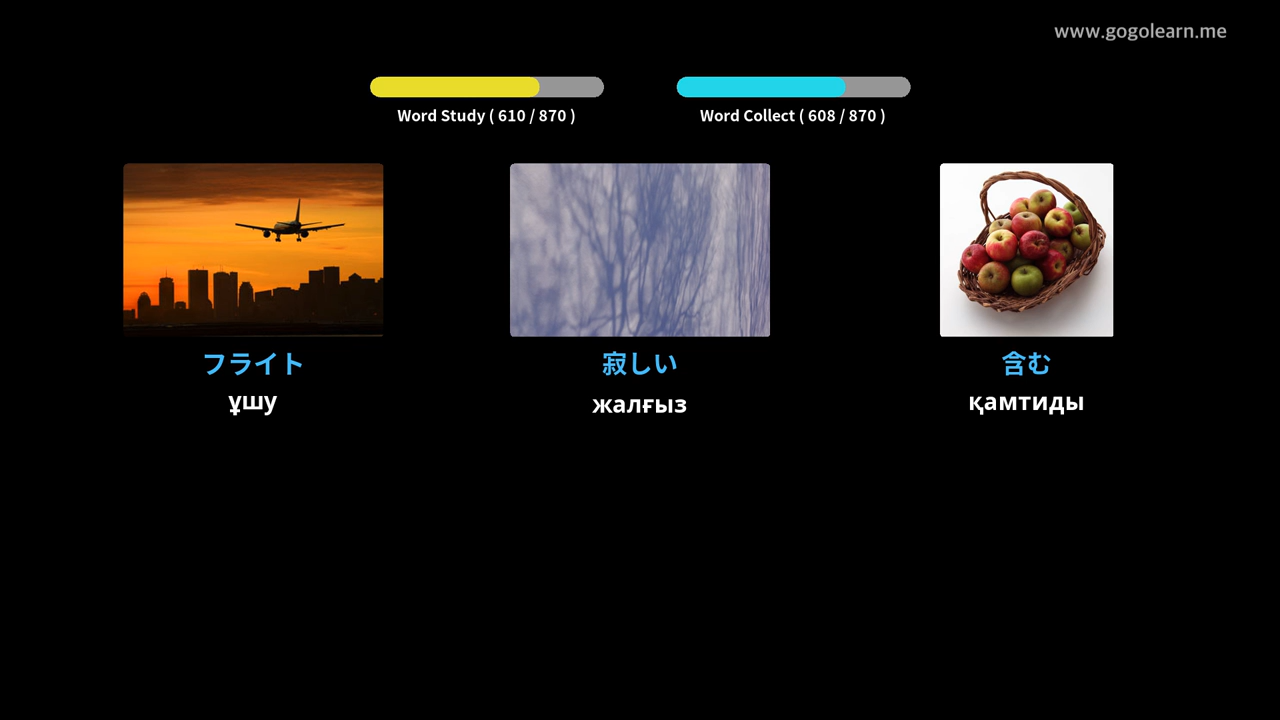 www.gogolearn.me
Word Study ( 610 / 870 )
Word Collect ( 608 / 870 )
フライト
ұшу
寂しい
жалғыз
含む
қамтиды